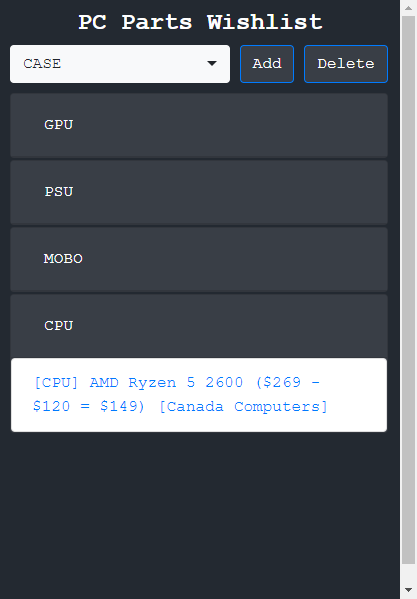 PC Parts Wishlist
CASE
Add
Delete
GPU
PSU
MOBO
CPU
[CPU] AMD Ryzen 5 2600 ($269 -
$120 = $149) [Canada Computers]